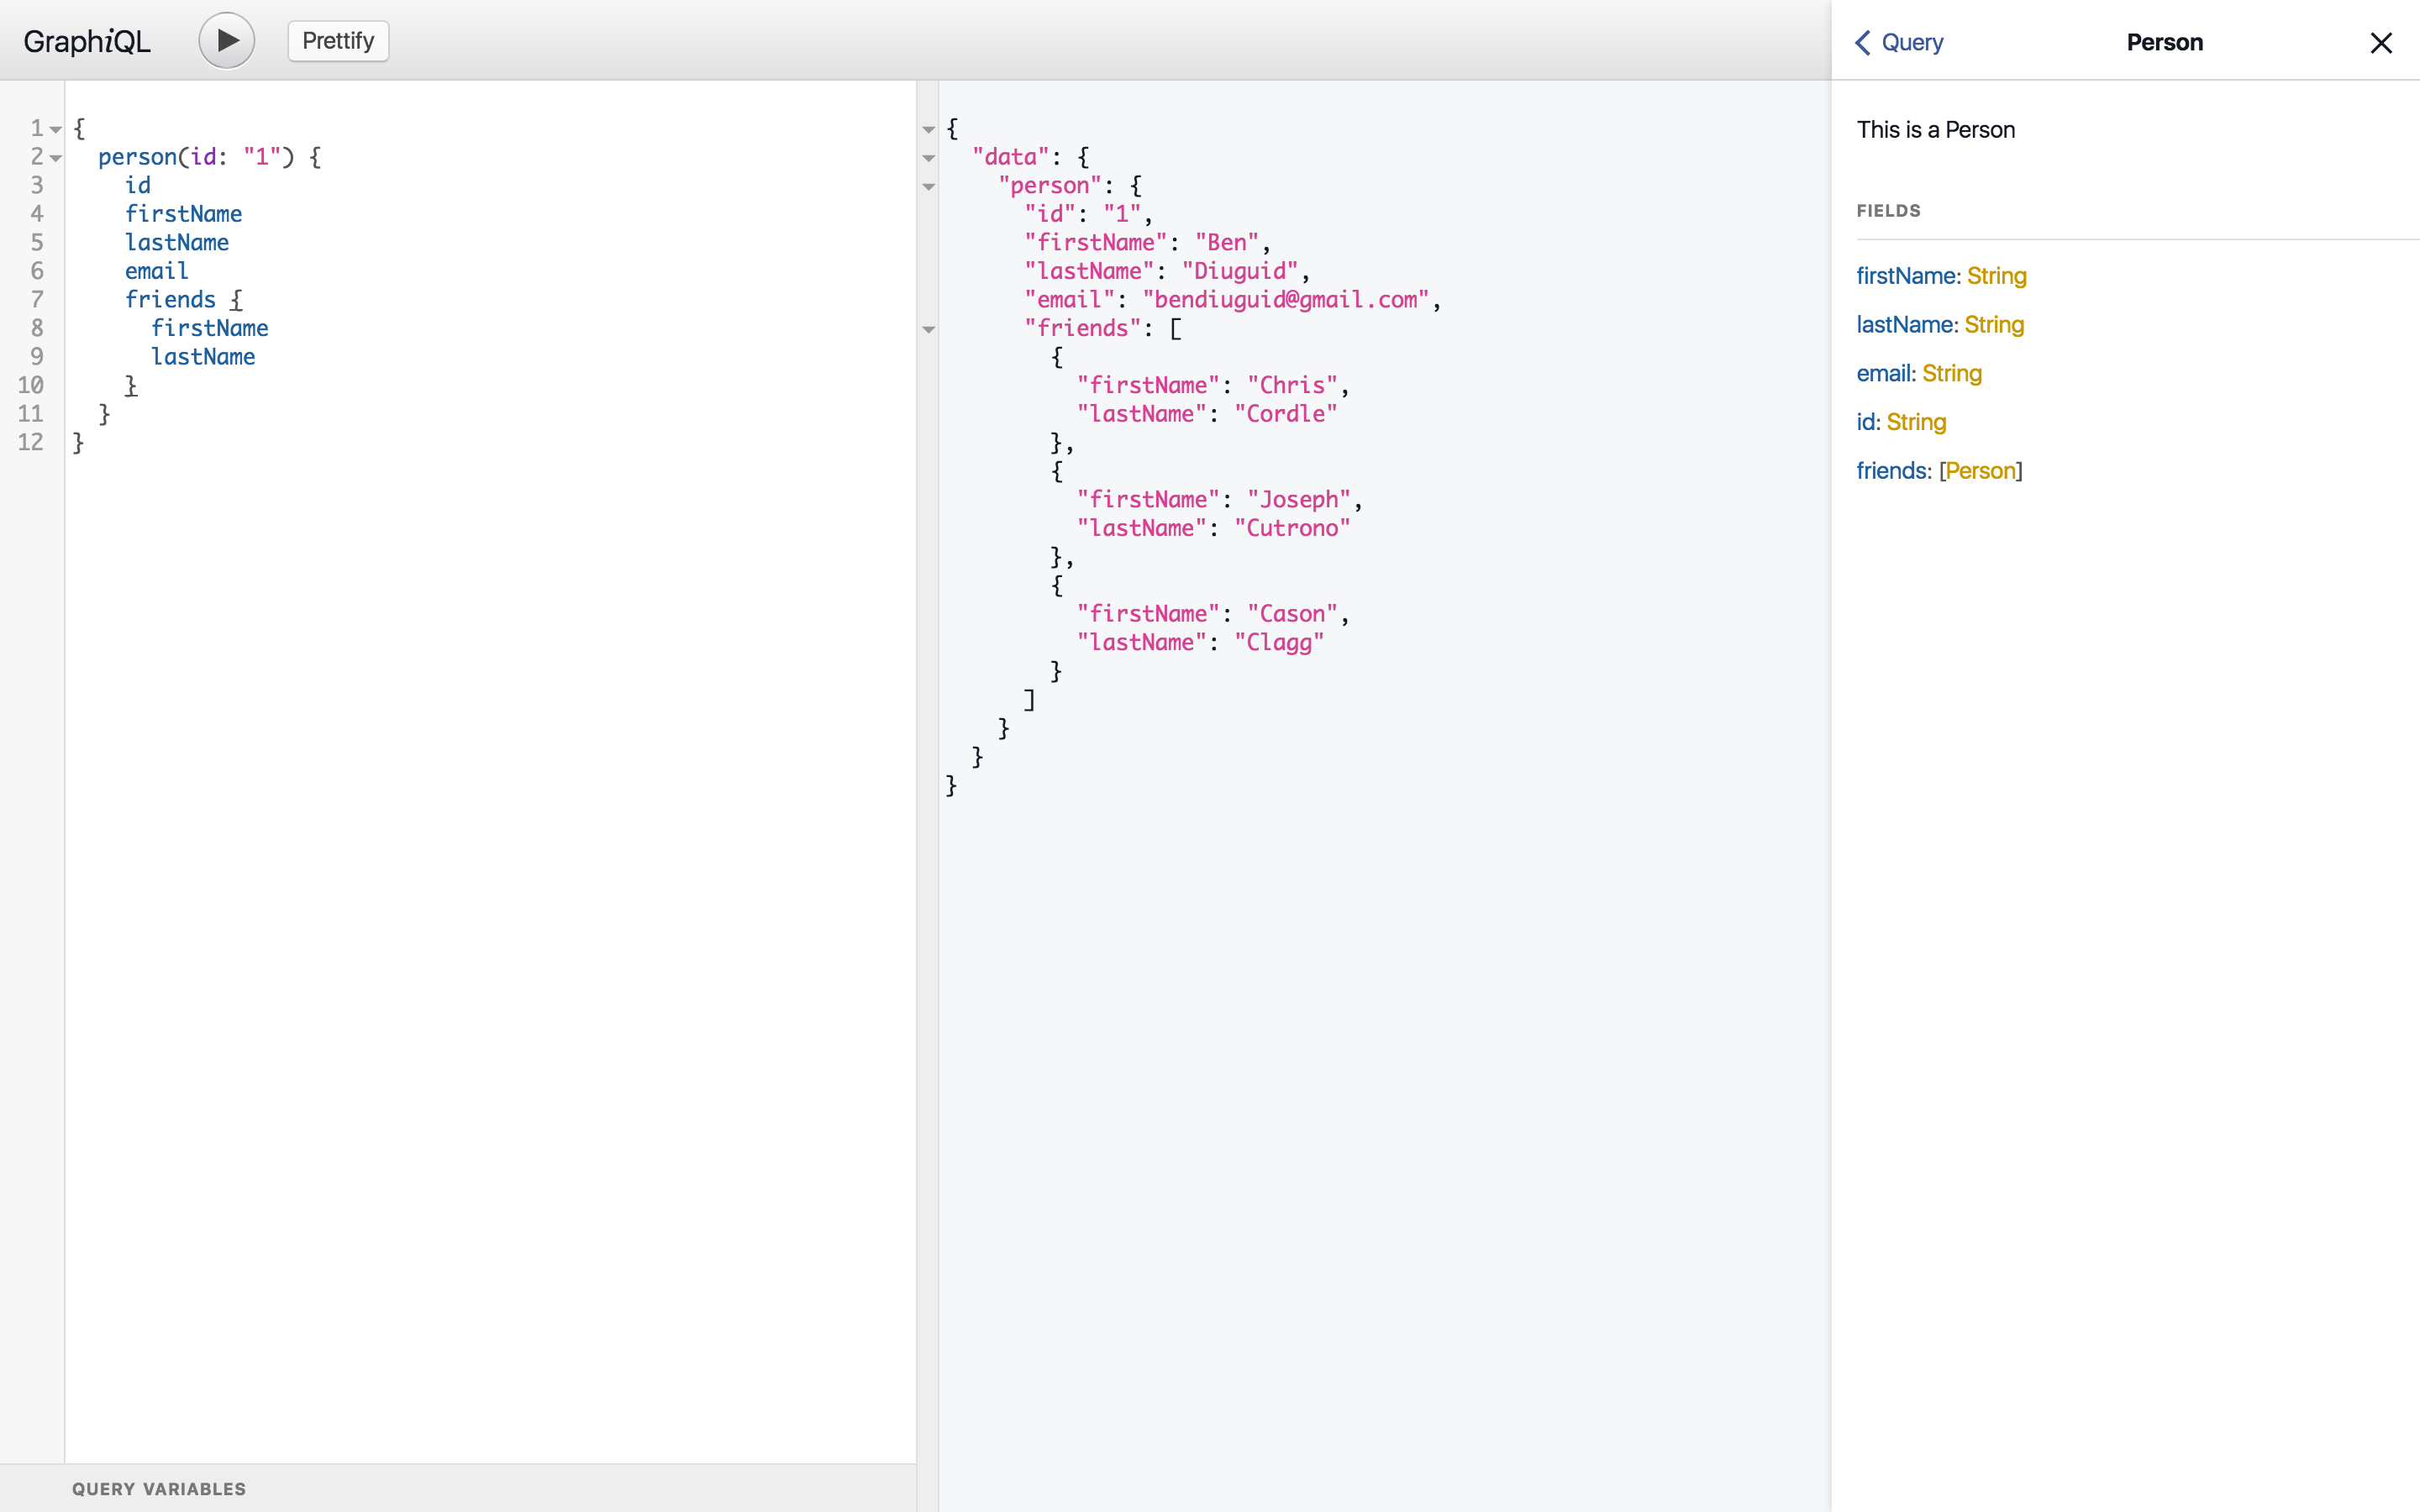 GraphiQL
Prettify
1 {
2   person(id: "1") {
3     id
4     firstName
5     lastName
6     email
7     friends {
8       firstName
9       lastName
10     }
11   }
12 }
QUERY VARIABLES
{
  "data": {
    "person": {
      "id": "1",
      "firstName": "Ben",
      "lastName": "Diuguid",
      "email": "bendiuguid@gmail.com",
      "friends": [
        {
          "firstName": "Chris",
          "lastName": "Cordle"
        },
        {
          "firstName": "Joseph",
          "lastName": "Cutrono"
        },
        {
          "firstName": "Cason",
          "lastName": "Clagg"
        }
      ]
    }
  }
}
Query Person
This is a Person
FIELDS
firstName: String
lastName: String
email: String
id: String
friends: [Person]